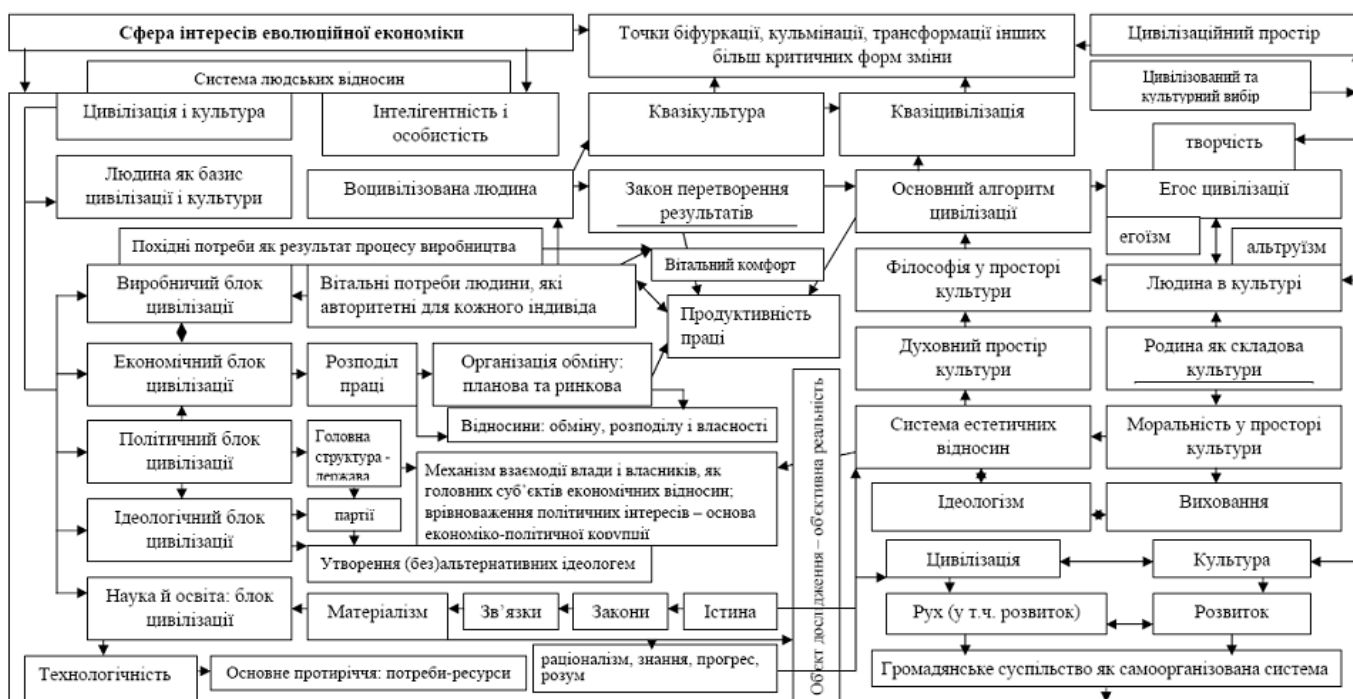 Сфера інтересів еволюційної економіки
Точки біфуркації, кульмінації, трансформації інших
більш критичних форм зміни
Цивілізаційний простір
Система людських відносин
Цивілізований та
культурний вибір
Цивілізація і культура
Інтелігентність і
особистість
Квазікультура
Квазіцивілізація
творчість
Людина як базис
цивілізації і культури
Воцивілізована людина
Закон перетворення
результатів
Основний алгоритм
цивілізації
Егос цивілізації
егоїзм
альтруїзм
Похідні потреби як результат процесу виробництва
Вітальний комфорт
Виробничий блок
цивілізації
Вітальні потреби людини, які
авторитетні для кожного індивіда
Філософія у просторі
культури
Людина в культурі
Продуктивність
праці
Економічний блок
цивілізації
Розподіл
праці
Організація обміну:
планова та ринкова
Духовний простір
культури
Родина як складова
культури
Відносини: обміну, розподілу і власності
Політичний блок
цивілізації
Головна
структура -
держава
Система естетичних
відносин
Моральність у просторі
культури
Механізм взаємодії влади і власників, як
головних суб’єктів економічних відносин;
врівноваження політичних інтересів – основа
економіко-політичної корупції
Об’єкт дослідження – об’єктивна реальність
Ідеологізм
Виховання
Ідеологічний блок
цивілізації
партії
Утворення (без)альтернативних ідеологем
Цивілізація
Культура
Наука й освіта: блок
цивілізації
Матеріалізм
Зв’язки
Закони
Істина
Рух (у т.ч. розвиток)
Розвиток
Технологічність
Основне протиріччя: потреби-ресурси
раціоналізм, знання, прогрес,
розум
Громадянське суспільство як самоорганізована система